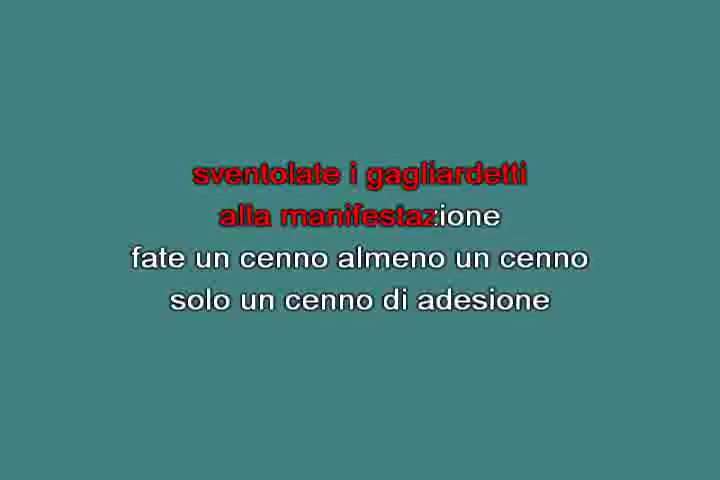 sventolate i gagliardetti
alla manifestazione
fate un cenno almeno un cenno
solo un cenno di adesione